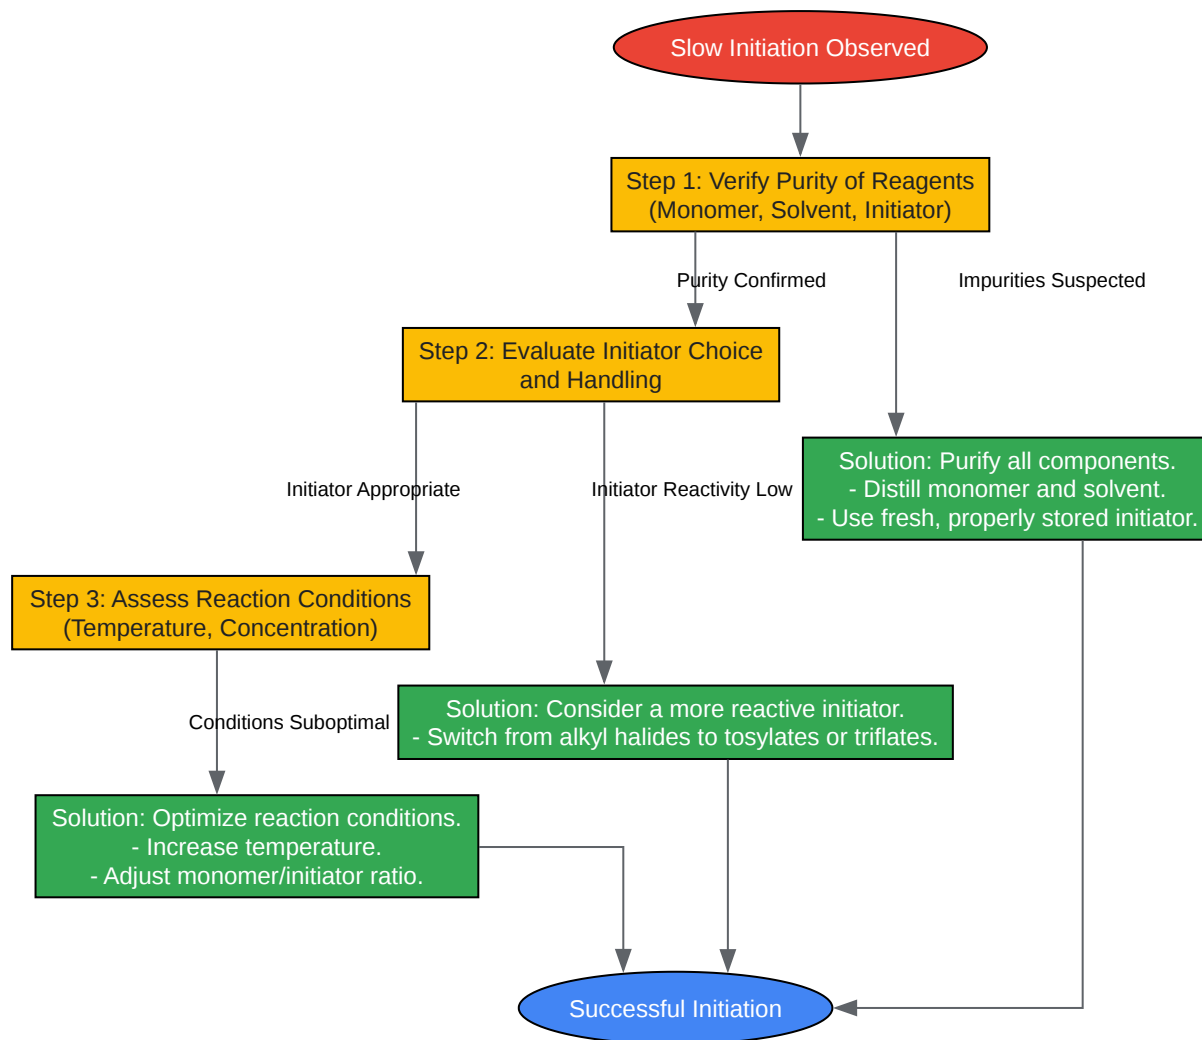 Slow Initiation Observed
Step 1: Verify Purity of Reagents
(Monomer, Solvent, Initiator)
Purity Confirmed
Impurities Suspected
Step 2: Evaluate Initiator Choice
and Handling
Solution: Purify all components.
- Distill monomer and solvent.
- Use fresh, properly stored initiator.
Initiator Appropriate
Initiator Reactivity Low
Step 3: Assess Reaction Conditions
(Temperature, Concentration)
Solution: Consider a more reactive initiator.
- Switch from alkyl halides to tosylates or triflates.
Conditions Suboptimal
Solution: Optimize reaction conditions.
- Increase temperature.
- Adjust monomer/initiator ratio.
Successful Initiation